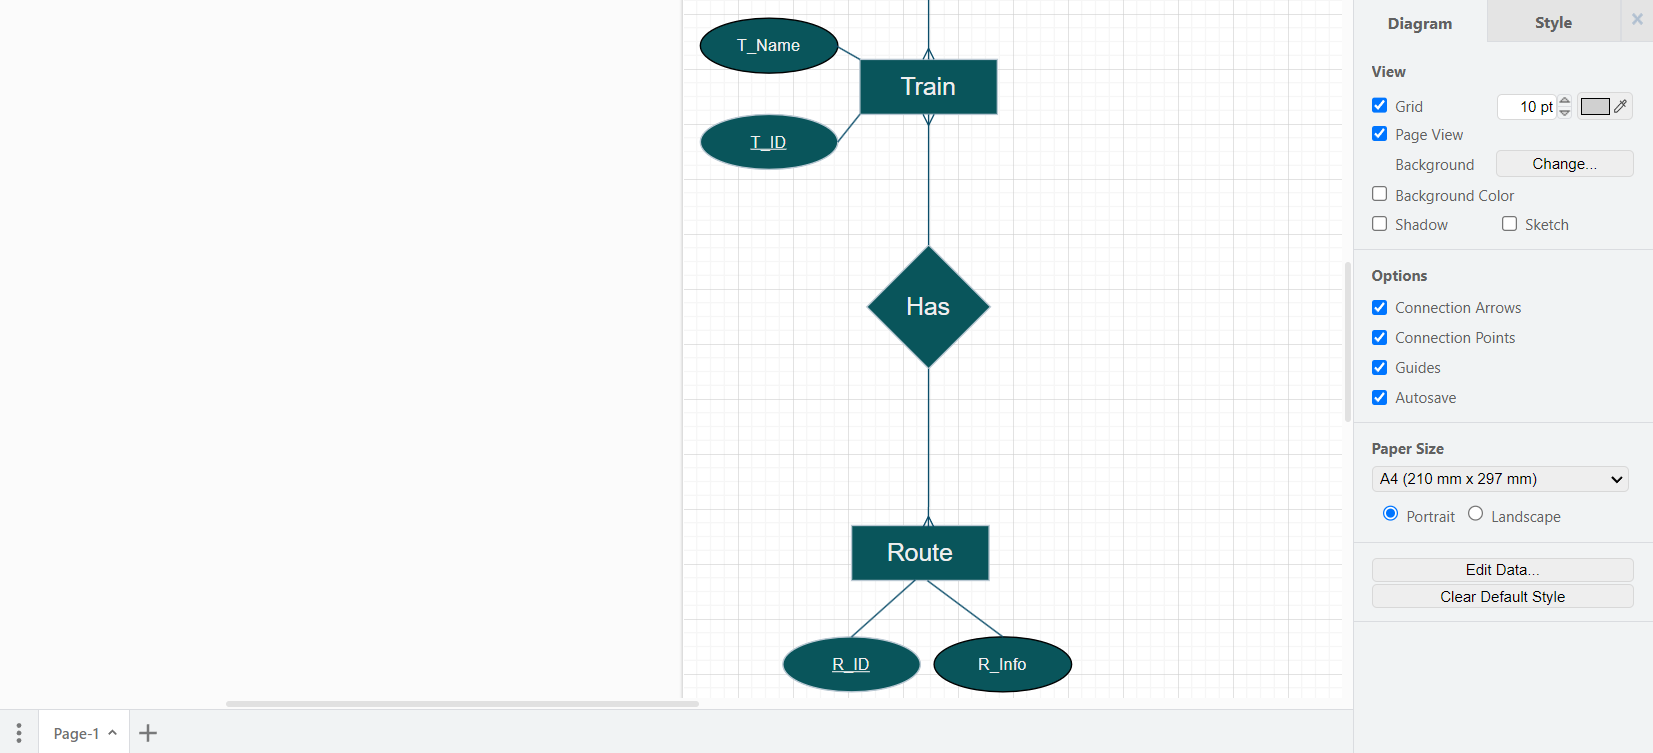 T_Name
Train
T_ID
Has
Route
R_ID
R_Info
Page-1
Diagram
Style
View
Grid
10 pt
Page View
Background
Change...
Background Color
Shadow
Sketch
Options
Connection Arrows
Connection Points
Guides
Autosave
Paper Size
A4 (210 mm x 297 mm)
Portrait
Landscape
Edit Data...
Clear Default Style